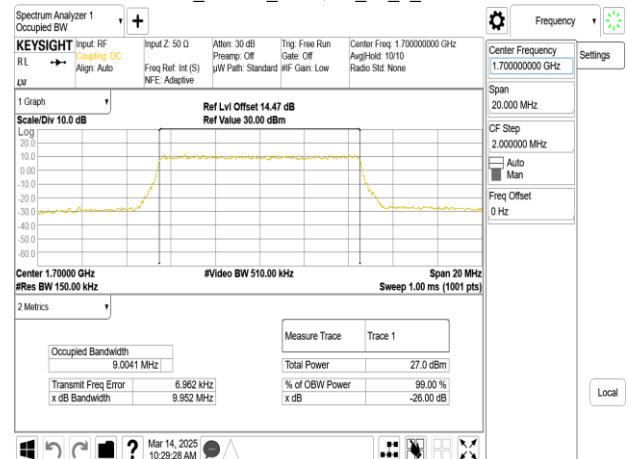 Spectrum Analyzer 1
Occupied BW
Frequency
KEYSIGHT
Input: RF
Coupling: DC
Align: Auto
Input Z: 50 Ω
Freq Ref: Int (S)
NFE: Adaptive
Atten: 30 dB
Preamp: Off
µW Path: Standard
Trig: Free Run
Gate: Off
#IF Gain: Low
Center Freq: 1.700000000 GHz
Avg|Hold: 10/10
Radio Std: None
RL
LXI
Center Frequency
1.700000000 GHz
Settings
Span
20.000 MHz
CF Step
2.000000 MHz
Auto
Man
Freq Offset
0 Hz
Local
1 Graph
Scale/Div 10.0 dB
Ref Lvl Offset 14.47 dB
Ref Value 30.00 dBm
Log
20.0
10.0
0.00
-10.0
-20.0
-30.0
-40.0
-50.0
-60.0
Center 1.70000 GHz
#Video BW 510.00 kHz
Span 20 MHz
#Res BW 150.00 kHz
Sweep 1.00 ms (1001 pts)
2 Metrics
Measure Trace Trace 1
Occupied Bandwidth
9.0041 MHz
Total Power 27.0 dBm
Transmit Freq Error 6.962 kHz
% of OBW Power 99.00 %
x dB Bandwidth 9.952 MHz
x dB -26.00 dB
?
Mar 14, 2025
10:29:28 AM